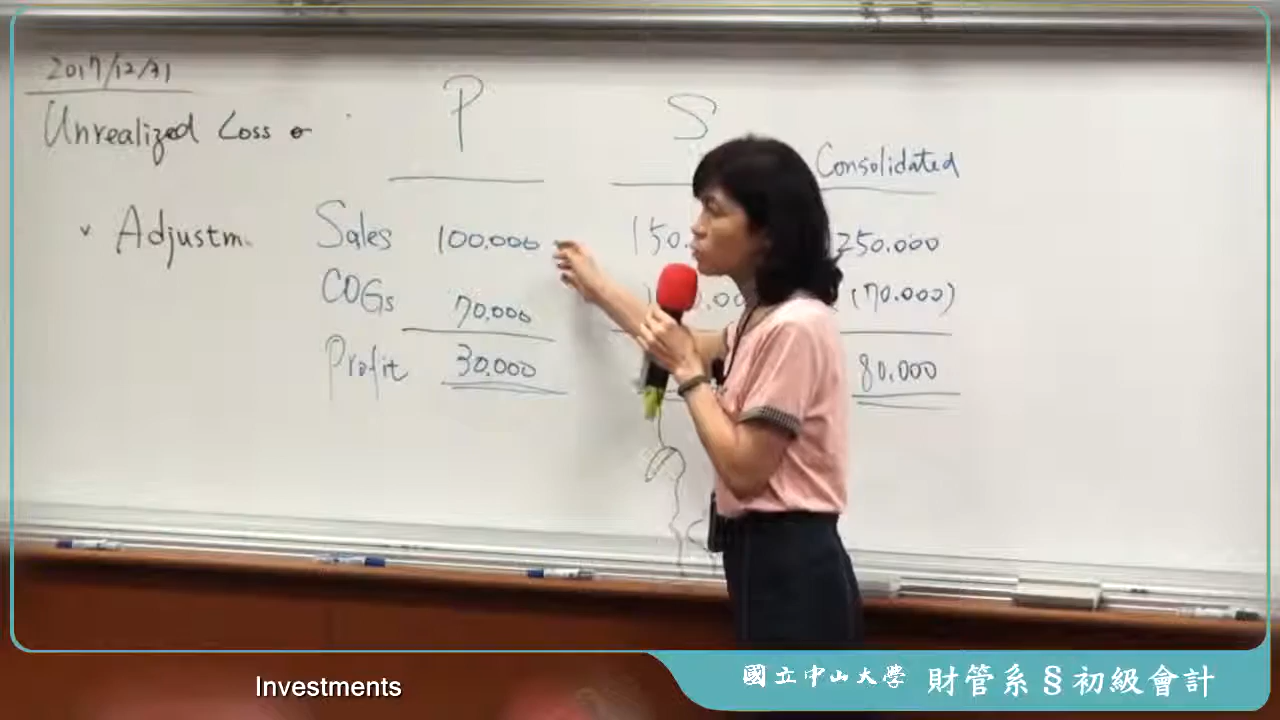 2017/12/31
Unrealized Loss
Adjustm
P S Consolidated
Sales 100.000 150. 250.000
COGs 70.000 (70.000)
Profit 30,000 80.000
Investments
國立中山大學 財管系§初級會計